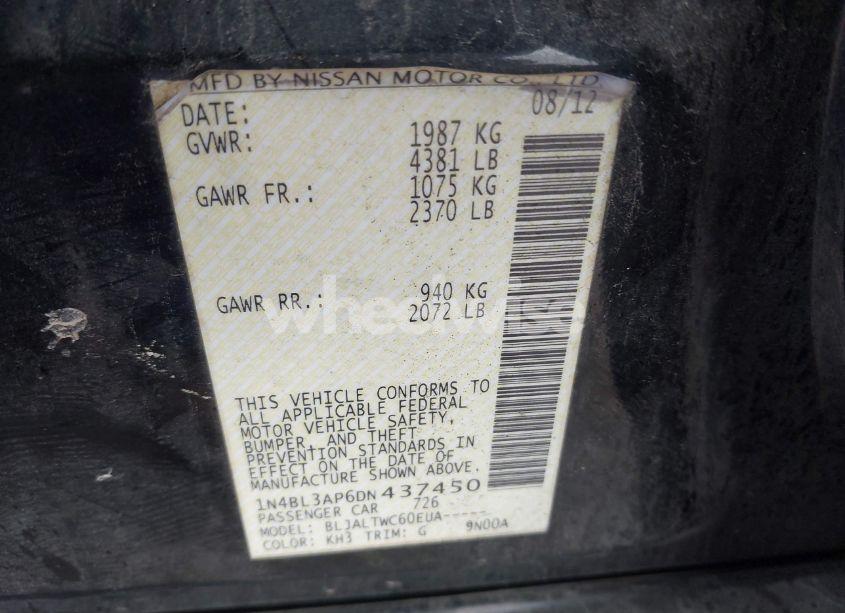 MFD BY NISSAN MOTOR CO., LTD
DATE: 08/12
GVWR: 1987 KG
4381 LB
GAWR FR.: 1075 KG
2370 LB
GAWR RR.: 940 KG
2072 LB
wheelwise
THIS VEHICLE CONFORMS TO
ALL APPLICABLE FEDERAL
MOTOR VEHICLE SAFETY,
BUMPER, AND THEFT
PREVENTION STANDARDS IN
EFFECT ON THE DATE OF
MANUFACTURE SHOWN ABOVE.
1N4BL3AP6DN437450
PASSENGER CAR 726
MODEL: BLJALTWC60EUA-----
COLOR: KH3 TRIM: G 9N00A